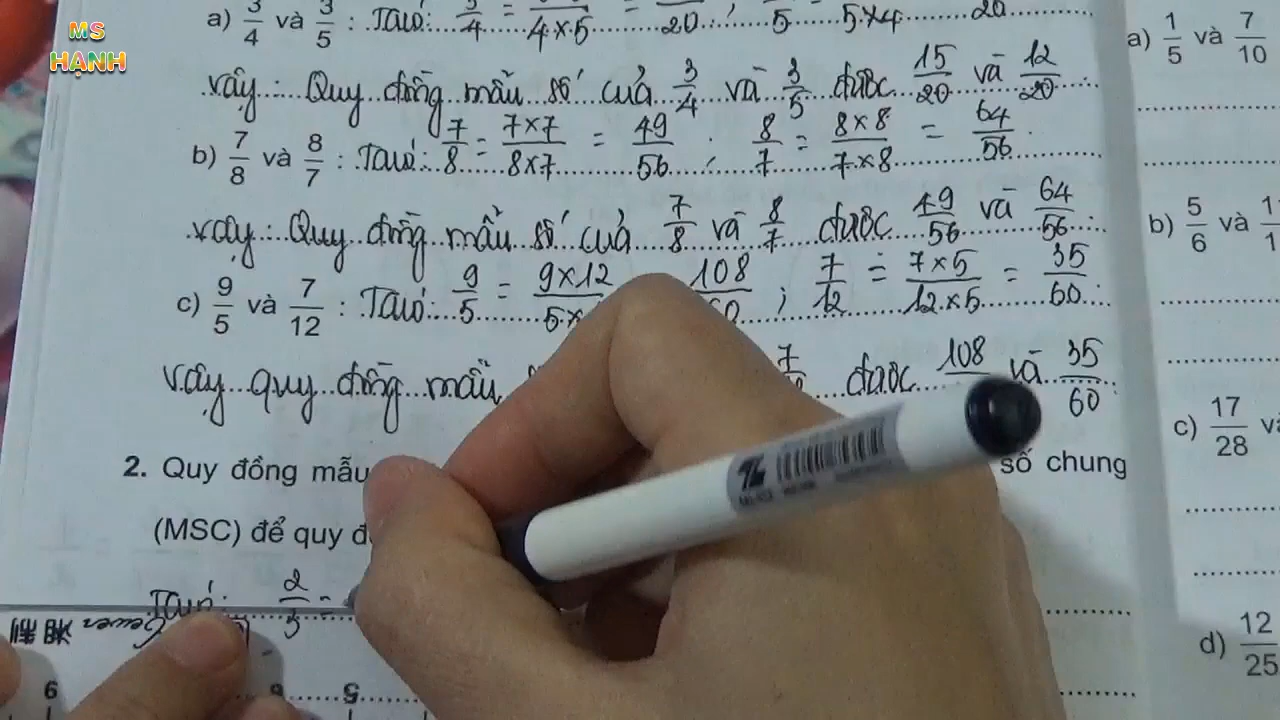 MS
HẠNH
a) 3/4 và 3/5 : Ta có: 3/4 = /4×5 = /20 ; /5 = /5×4 20
Vậy: Quy đồng mẫu số của 3/4 và 3/5 được 15/20 và 12/20
b) 7/8 và 8/7 : Ta có: 7/8 = 7×7/8×7 = 49/56 ; 8/7 = 8×8/7×8 = 64/56
Vậy: Quy đồng mẫu số của 7/8 và 8/7 được 49/56 và 64/56
c) 9/5 và 7/12 : Ta có: 9/5 = 9×12/5× 108/ ; 7/12 = 7×5/12×5 = 35/60
Vậy quy đồng mẫu 7/ được 108/ và 35/60
2. Quy đồng mẫu số chung
(MSC) để quy
Ta có: 2/3 =
6 5
a) 1/5 và 7/10
b) 5/6 và
c) 17/28
d) 12/25